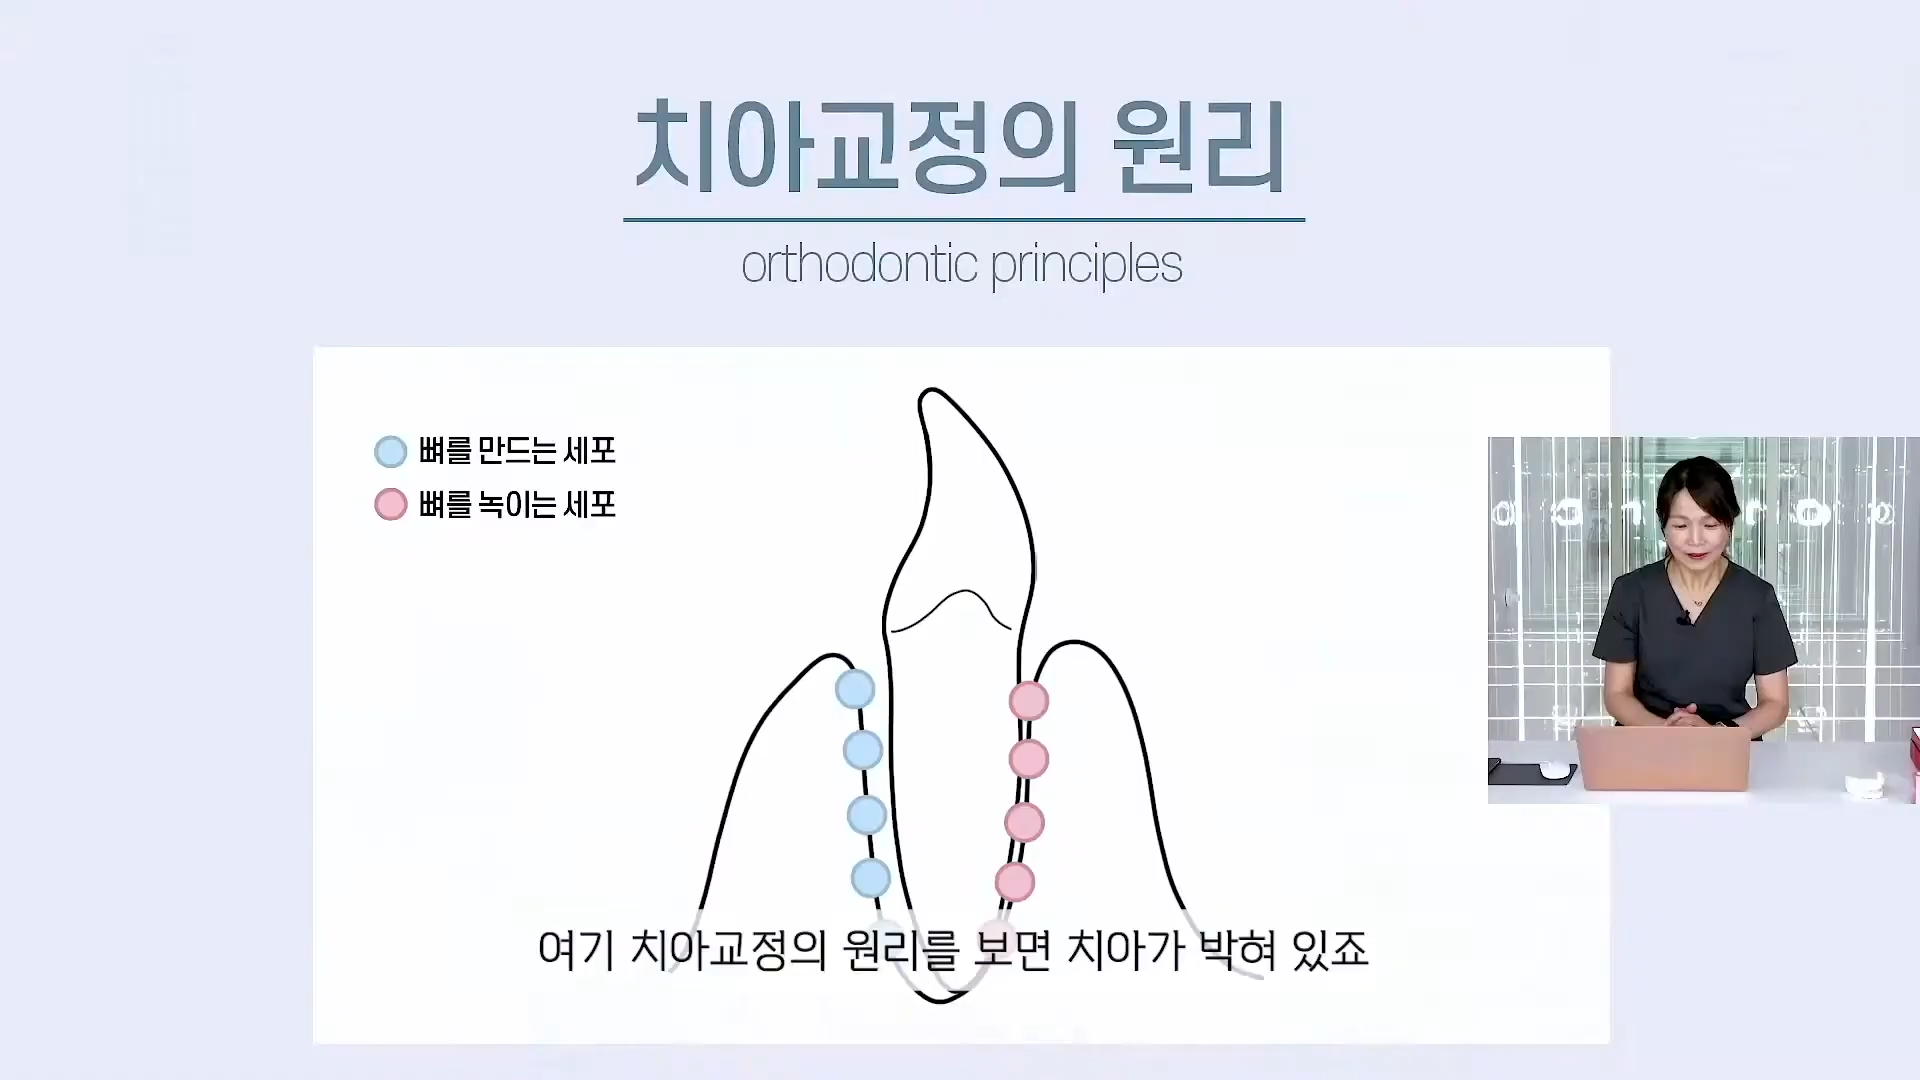 치아교정의 원리
orthodontic principles
뼈를 만드는 세포
뼈를 녹이는 세포
여기 치아교정의 원리를 보면 치아가 박혀 있죠